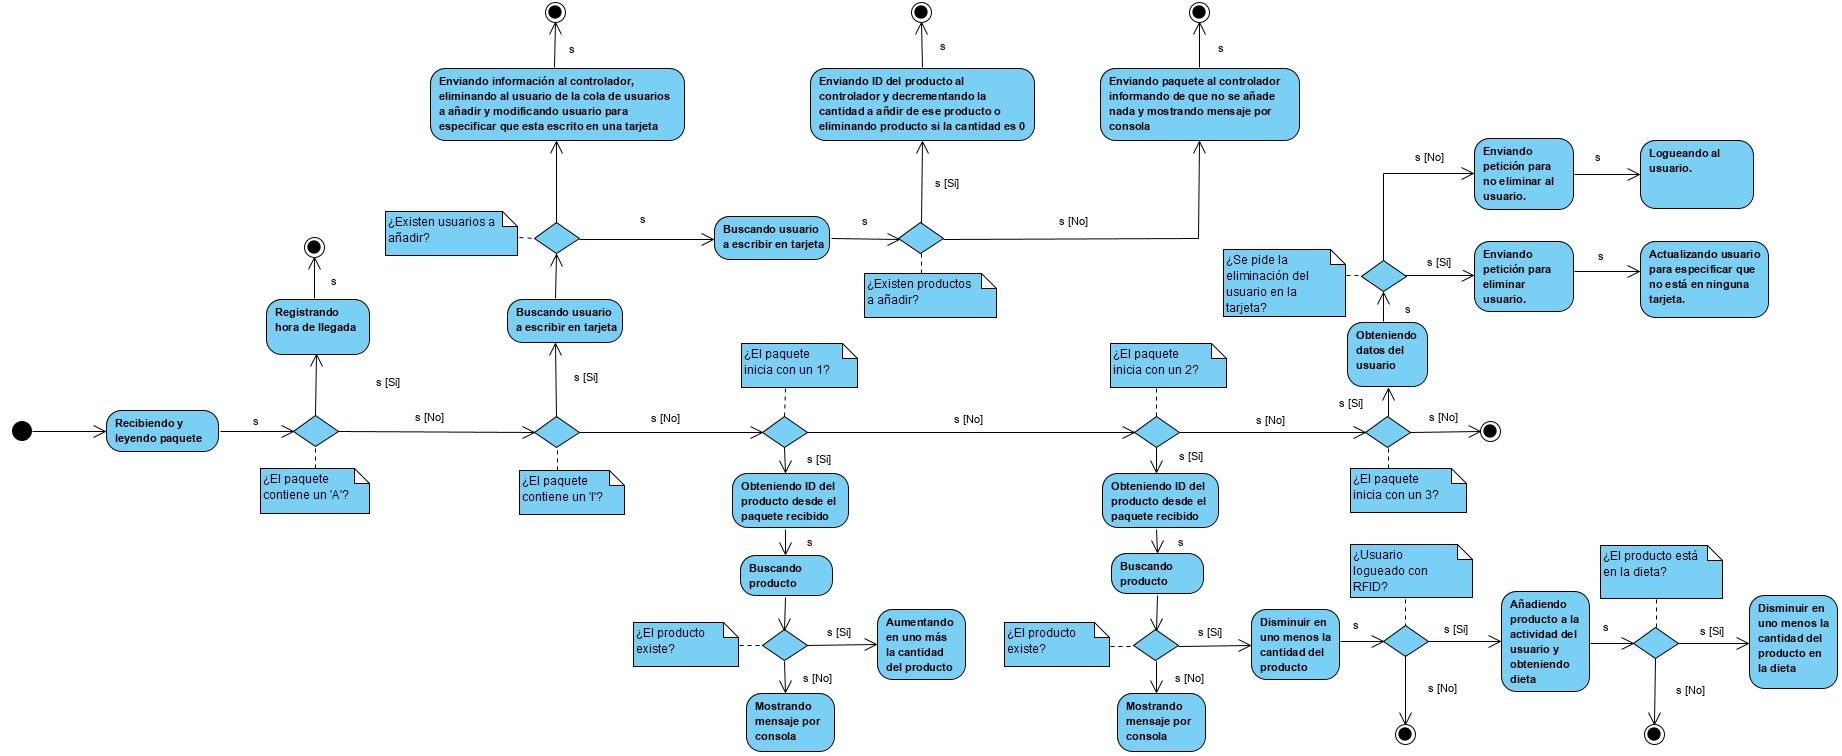 s
s
s
Enviando información al controlador,
eliminando al usuario de la cola de usuarios
a añadir y modificando usuario para
especificar que esta escrito en una tarjeta
Enviando ID del producto al
controlador y decrementando la
cantidad a añdir de ese producto o
eliminando producto si la cantidad es 0
Enviando paquete al controlador
informando de que no se añade
nada y mostrando mensaje por
consola
s [No]
Enviando
petición para
no eliminar al
usuario.
s
Logueando al
usuario.
s [Si]
¿Existen usuarios a
añadir?
s
Buscando usuario
a escribir en tarjeta
s
s [No]
¿Existen productos
a añadir?
¿Se pide la
eliminación del
usuario en la
tarjeta?
s [Si]
Enviando
petición para
eliminar
usuario.
s
Actualizando usuario
para especificar que
no está en ninguna
tarjeta.
s
s
Registrando
hora de llegada
Buscando usuario
a escribir en tarjeta
Obteniendo
datos del
usuario
¿El paquete
inicia con un 1?
¿El paquete
inicia con un 2?
s [Si]
s [Si]
s [Si]
Recibiendo y
leyendo paquete
s
s [No]
s [No]
s [No]
s [No]
s [No]
¿El paquete
contiene un 'A'?
¿El paquete
contiene un 'I'?
s [Si]
s [Si]
¿El paquete
inicia con un 3?
Obteniendo ID del
producto desde el
paquete recibido
Obteniendo ID del
producto desde el
paquete recibido
s
s
Buscando
producto
Buscando
producto
¿Usuario
logueado con
RFID?
¿El producto está
en la dieta?
¿El producto
existe?
s [Si]
Aumentando
en uno más
la cantidad
del producto
¿El producto
existe?
s [Si]
Disminuir en
uno menos la
cantidad del
producto
s
s [Si]
Añadiendo
producto a la
actividad del
usuario y
obteniendo
dieta
s
s [Si]
Disminuir en
uno menos la
cantidad del
producto en
la dieta
s [No]
s [No]
s [No]
s [No]
Mostrando
mensaje por
consola
Mostrando
mensaje por
consola